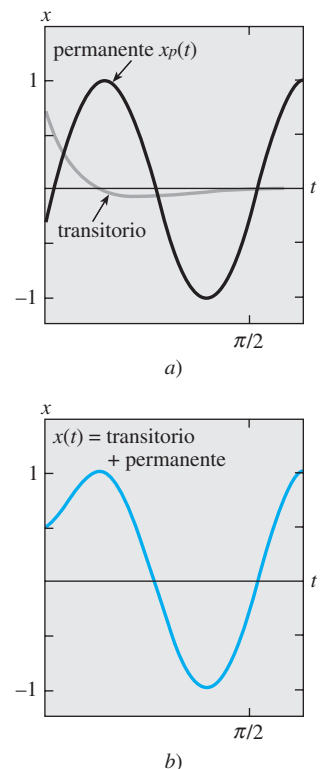 x
permanente xp(t)
1
t
transitorio
−1
π/2
a)
x
x(t) = transitorio
+ permanente
1
t
−1
π/2
b)